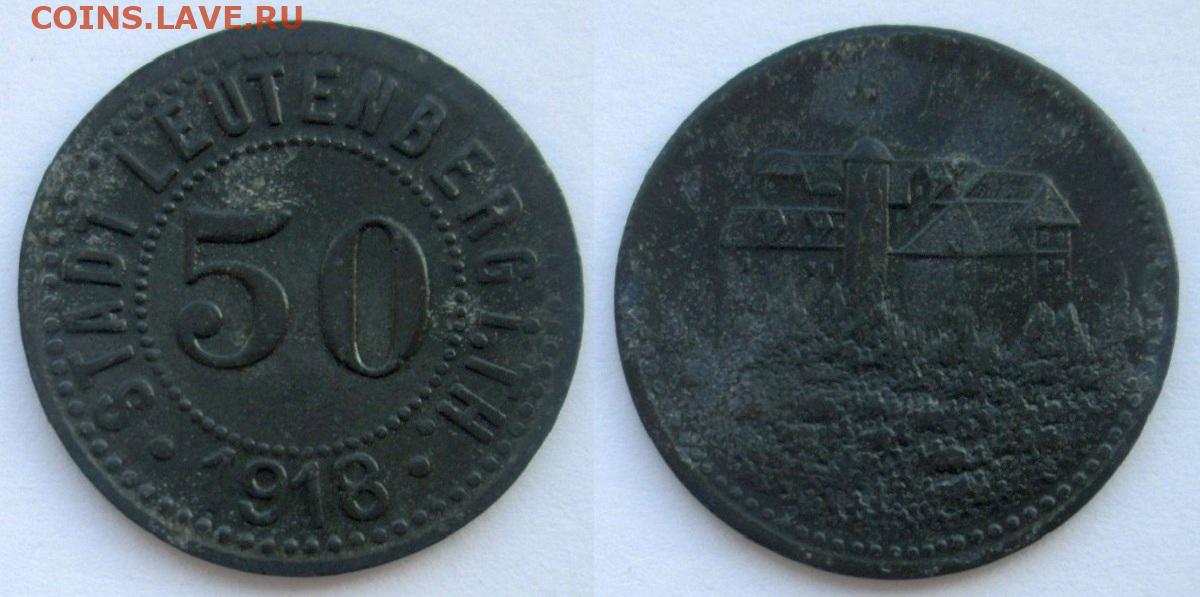 COINS.LAVE.RU
STADT LEUTENBERG i. TH.
50
• 1918 •